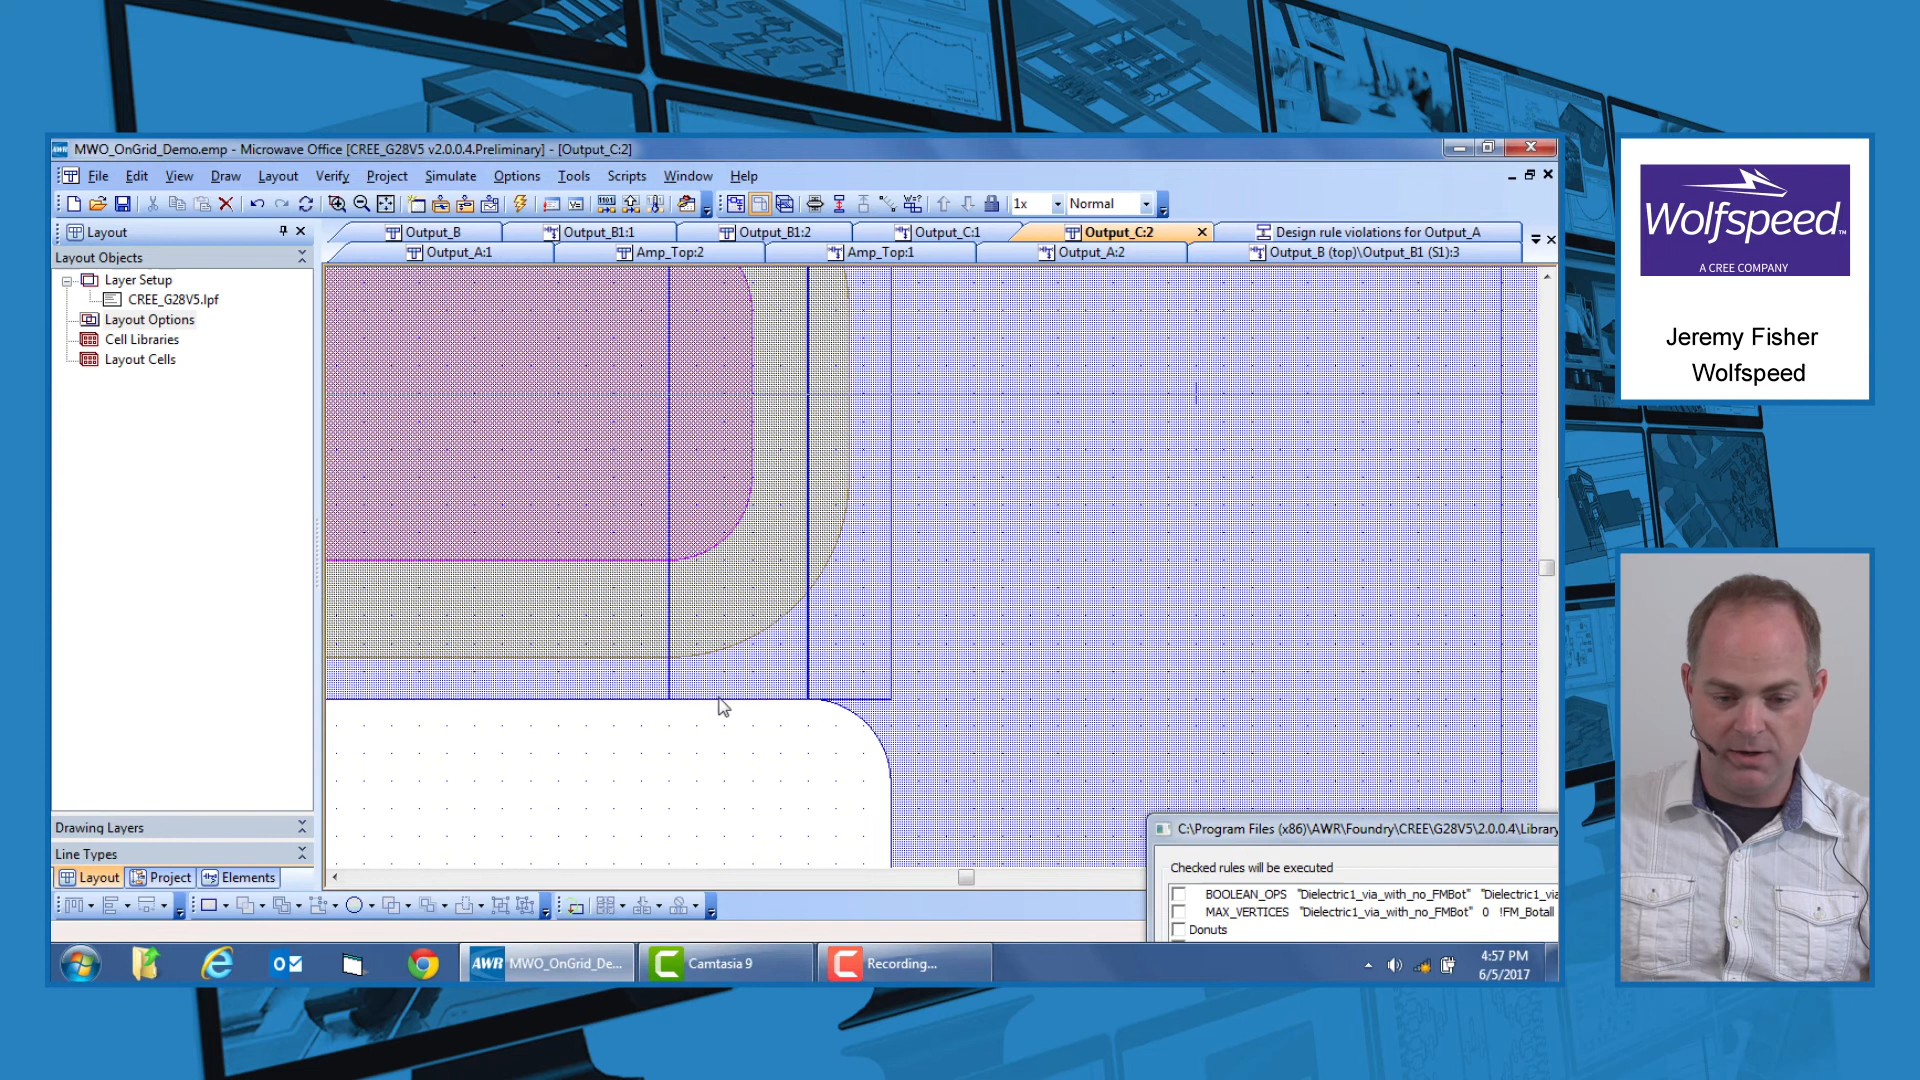 MWO_OnGrid_Demo.emp - Microwave Office [CREE_G28V5 v2.0.0.4.Preliminary] - [Output_C:2]
File Edit View Draw Layout Verify Project Simulate Options Tools Scripts Window Help
1x Normal
Layout
Output_B Output_B1:1 Output_B1:2 Output_C:1 Output_C:2 Design rule violations for Output_A
Output_A:1 Amp_Top:2 Amp_Top:1 Output_A:2 Output_B (top)\Output_B1 (S1):3
Layout Objects
Layer Setup
CREE_G28V5.lpf
Layout Options
Cell Libraries
Layout Cells
Drawing Layers
Line Types
Layout Project Elements
C:\Program Files (x86)\AWR\Foundry\CREE\G28V5\2.0.0.4\Library
Checked rules will be executed
BOOLEAN_OPS "Dielectric1_via_with_no_FMBot" "Dielectric1_via
MAX_VERTICES "Dielectric1_via_with_no_FMBot" 0 !FM_Botall
Donuts
AWR MWO_OnGrid_De... Camtasia 9 Recording...
4:57 PM
6/5/2017
Wolfspeed™
A CREE COMPANY
Jeremy Fisher
Wolfspeed